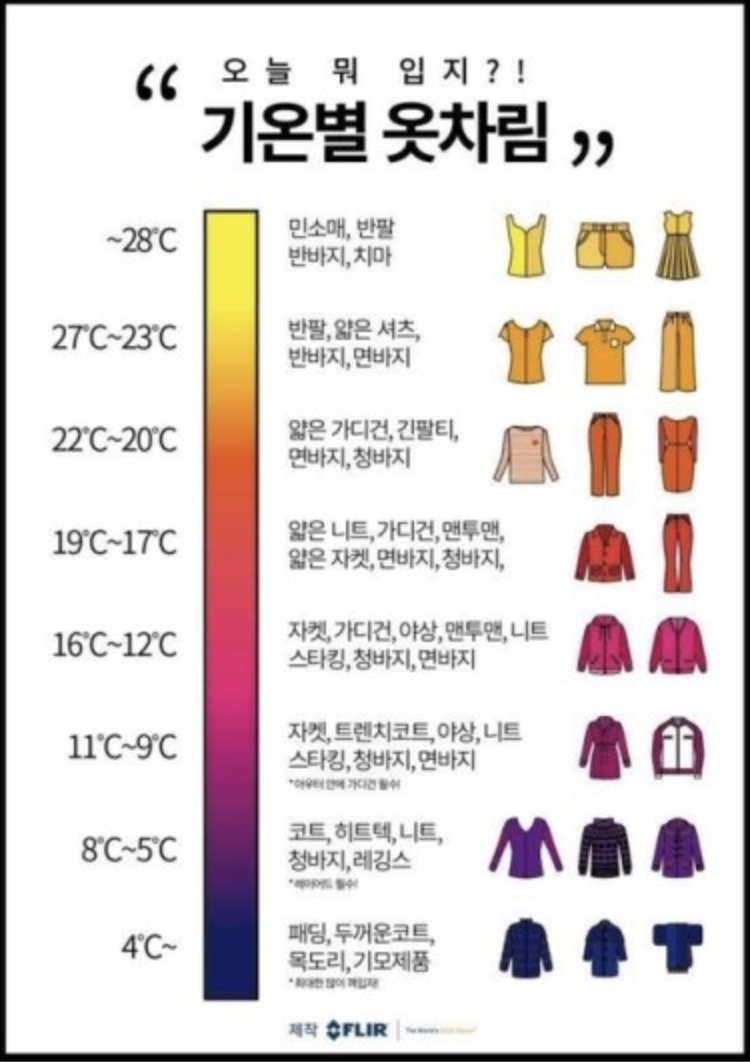 “ 오늘 뭐 입지?!
기온별 옷차림 ”
~28℃
민소매, 반팔
반바지, 치마
27℃~23℃
반팔, 얇은 셔츠,
반바지, 면바지
22℃~20℃
얇은 가디건, 긴팔티,
면바지, 청바지
19℃~17℃
얇은 니트, 가디건, 맨투맨,
얇은 자켓, 면바지, 청바지,
16℃~12℃
자켓, 가디건, 야상, 맨투맨, 니트
스타킹, 청바지, 면바지
11℃~9℃
자켓, 트렌치코트, 야상, 니트
스타킹, 청바지, 면바지
*아우터 안에 가디건 필수!
8℃~5℃
코트, 히트텍, 니트,
청바지, 레깅스
*레이어드 필수!
4℃~
패딩, 두꺼운코트,
목도리, 기모제품
*최대한 많이 껴입자!
제작 FLIR The World's